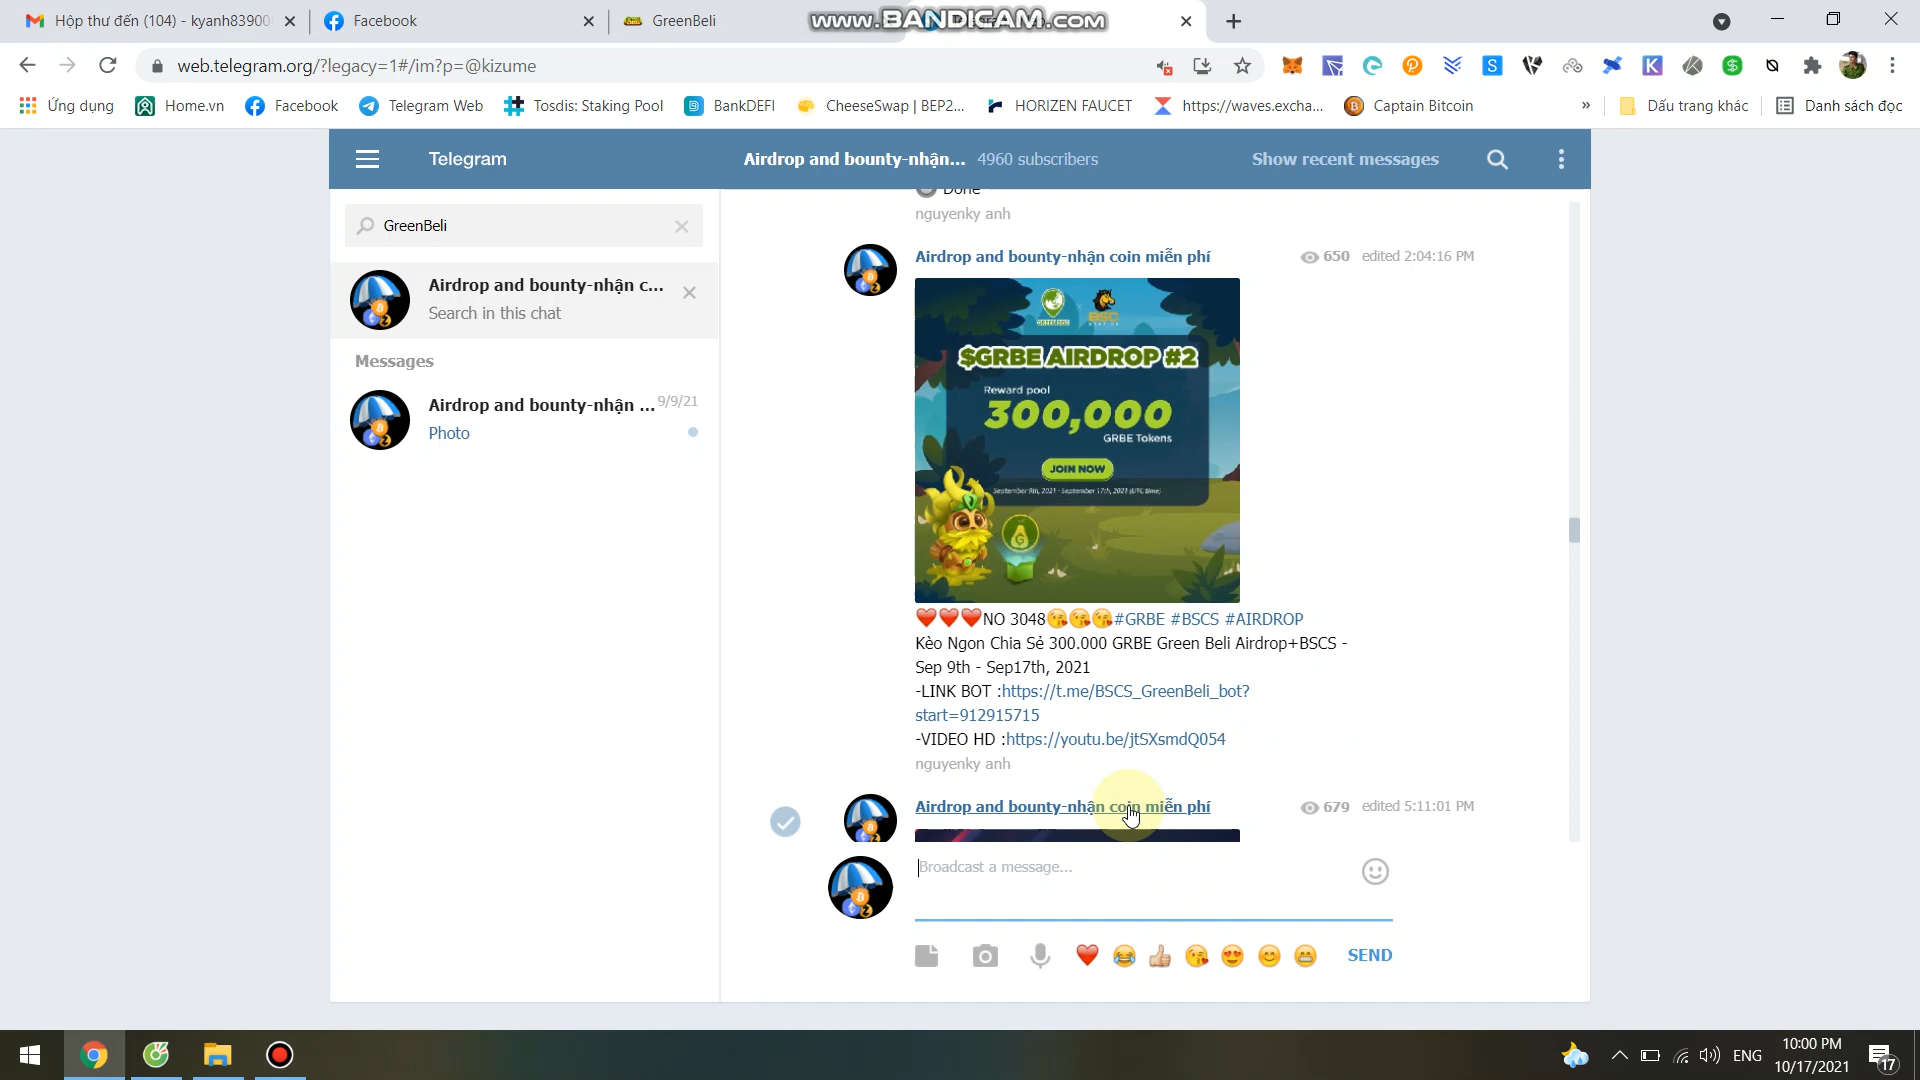 Hộp thư đến (104) - kyanh83900
Facebook
GreenBeli
www.BANDICAM.com
web.telegram.org/?legacy=1#/im?p=@kizume
Ứng dụng
Home.vn
Facebook
Telegram Web
Tosdis: Staking Pool
BankDEFI
CheeseSwap | BEP2...
HORIZEN FAUCET
https://waves.excha...
Captain Bitcoin
»
Dấu trang khác
Danh sách đọc
Telegram
Airdrop and bounty-nhận... 4960 subscribers
Show recent messages
GreenBeli
Airdrop and bounty-nhận c...
Search in this chat
Messages
Airdrop and bounty-nhận ... 9/9/21
Photo
Done
nguyenky anh
Airdrop and bounty-nhận coin miễn phí
650 edited 2:04:16 PM
GREEN BELI
BSC
$GRBE AIRDROP #2
Reward pool
300,000
GRBE Tokens
JOIN NOW
September 9th, 2021 - September 17th, 2021 (UTC time)
❤️❤️❤️NO 3048😘😘😘#GRBE #BSCS #AIRDROP
Kèo Ngon Chia Sẻ 300.000 GRBE Green Beli Airdrop+BSCS -
Sep 9th - Sep17th, 2021
-LINK BOT :https://t.me/BSCS_GreenBeli_bot?
start=912915715
-VIDEO HD :https://youtu.be/jtSXsmdQ054
nguyenky anh
Airdrop and bounty-nhận coin miễn phí
679 edited 5:11:01 PM
Broadcast a message...
SEND
ENG
10:00 PM
10/17/2021
17